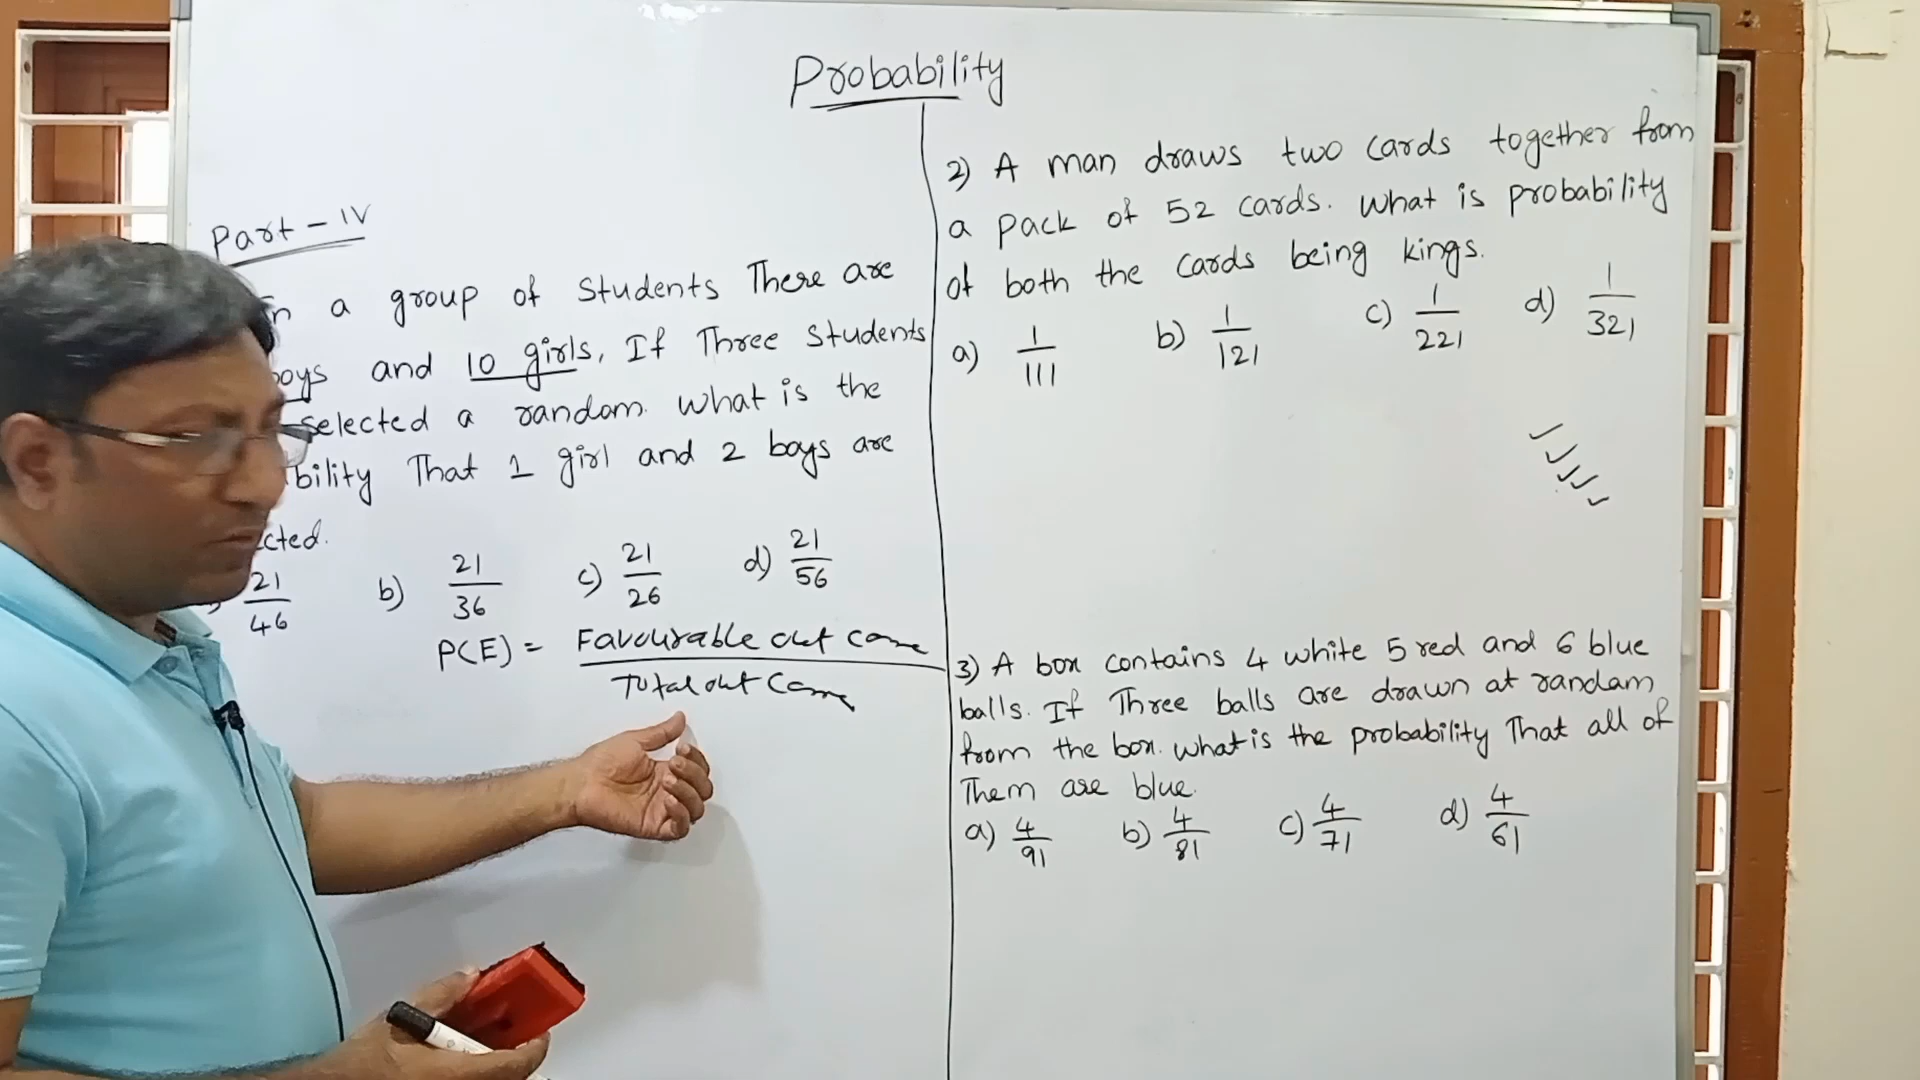 Probability
Part - IV
a group of Students There are
boys and 10 girls, If Three Students
selected a random. What is the
bility That 1 girl and 2 boys are
cted.
21/46 b) 21/36 c) 21/26 d) 21/56
P(E) = Favourable out come / Total out come
2) A man draws two cards together from
a pack of 52 cards. What is probability
of both the cards being kings.
a) 1/111 b) 1/121 c) 1/221 d) 1/321
3) A box contains 4 white 5 red and 6 blue
balls. If Three balls are drawn at random
from the box. what is the probability That all of
Them are blue.
a) 4/91 b) 4/81 c) 4/71 d) 4/61